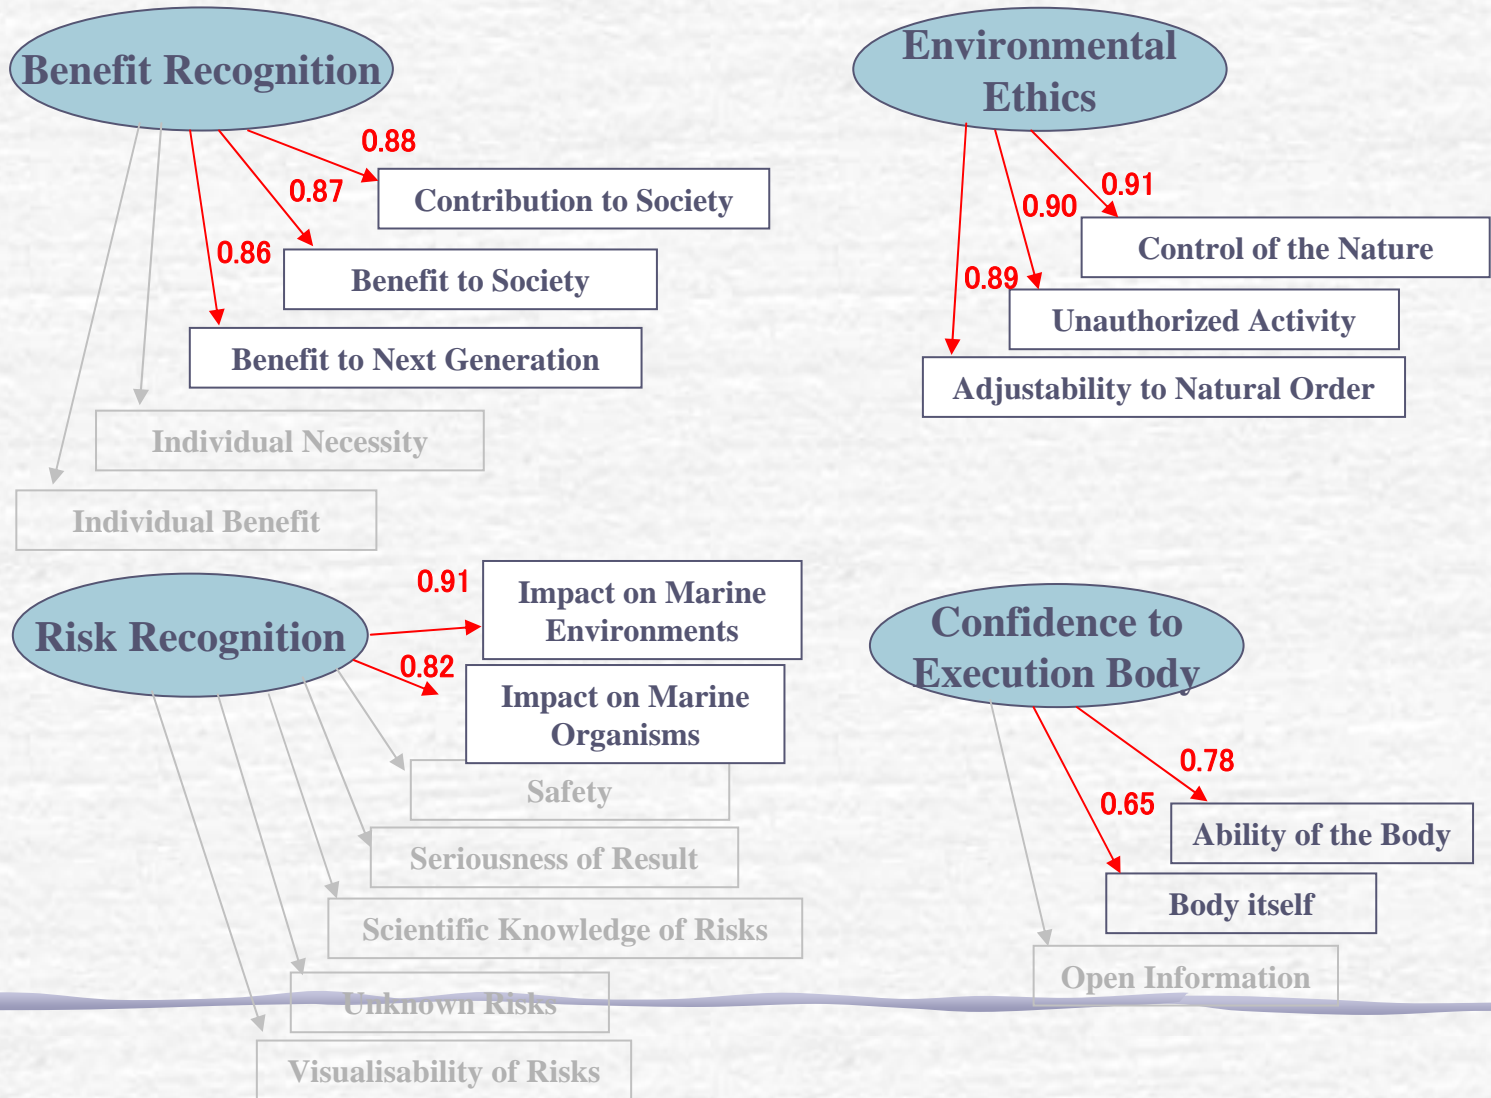 Benefit Recognition
0.88
0.87
0.86
Contribution to Society
Benefit to Society
Benefit to Next Generation
Individual Necessity
Individual Benefit
Environmental
Ethics
0.91
0.90
0.89
Control of the Nature
Unauthorized Activity
Adjustability to Natural Order
Risk Recognition
0.91
0.82
Impact on Marine
Environments
Impact on Marine
Organisms
Safety
Seriousness of Result
Scientific Knowledge of Risks
Unknown Risks
Visualisability of Risks
Confidence to
Execution Body
0.78
0.65
Ability of the Body
Body itself
Open Information